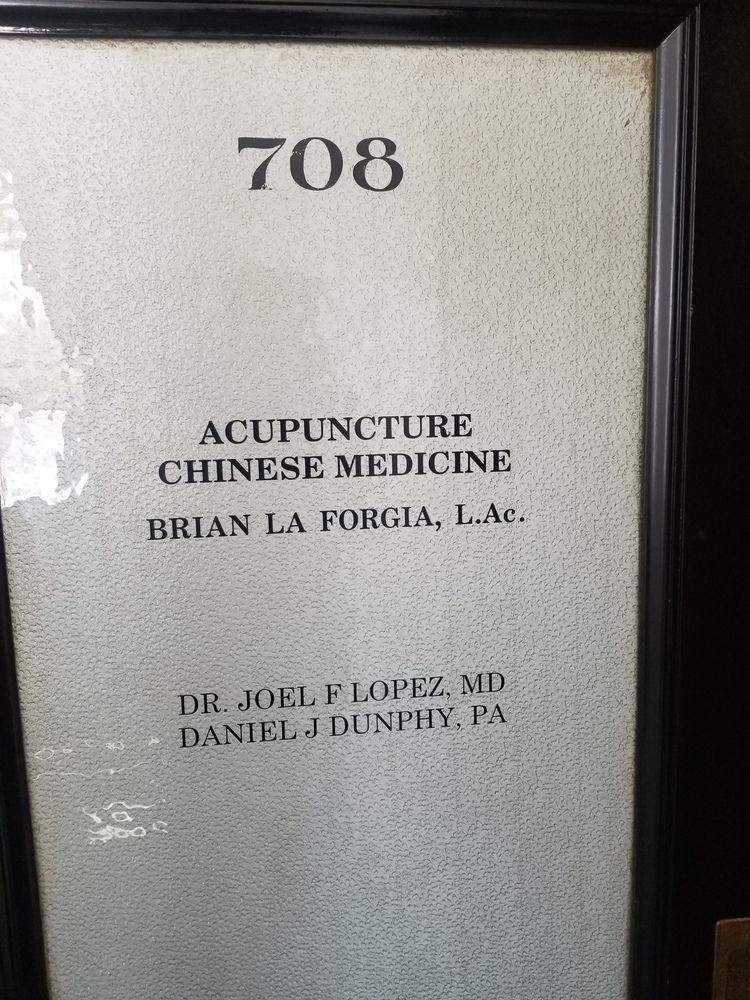 708
ACUPUNCTURE
CHINESE MEDICINE
BRIAN LA FORGIA, L.Ac.
DR. JOEL F LOPEZ, MD
DANIEL J DUNPHY, PA